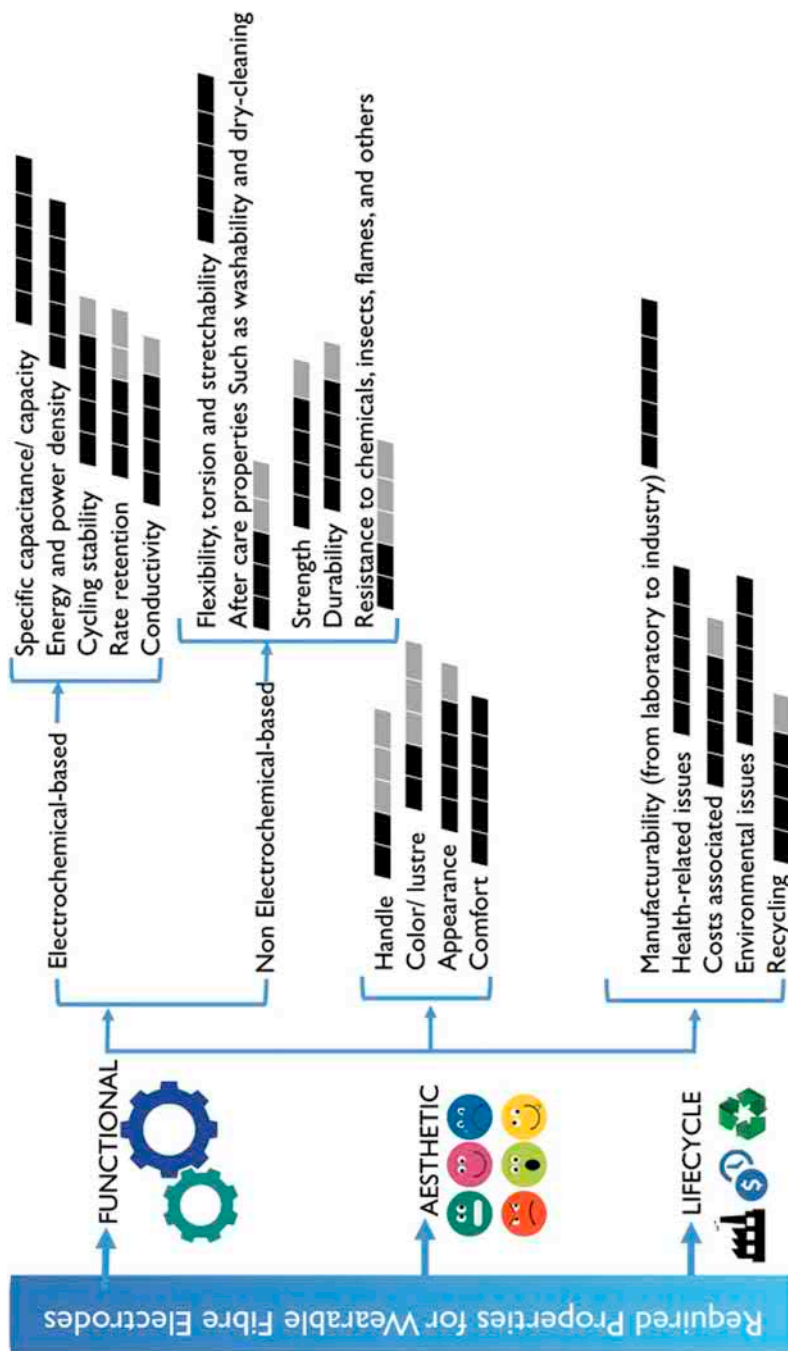 Required Properties for Wearable Fibre Electrodes
FUNCTIONAL
Electrochemical-based
Specific capacitance/ capacity
Energy and power density
Cycling stability
Rate retention
Conductivity
Non Electrochemical-based
Flexibility, torsion and stretchability
After care properties Such as washability and dry-cleaning
Strength
Durability
Resistance to chemicals, insects, flames, and others
AESTHETIC
Handle
Color/ lustre
Appearance
Comfort
LIFECYCLE
$
Manufacturability (from laboratory to industry)
Health-related issues
Costs associated
Environmental issues
Recycling